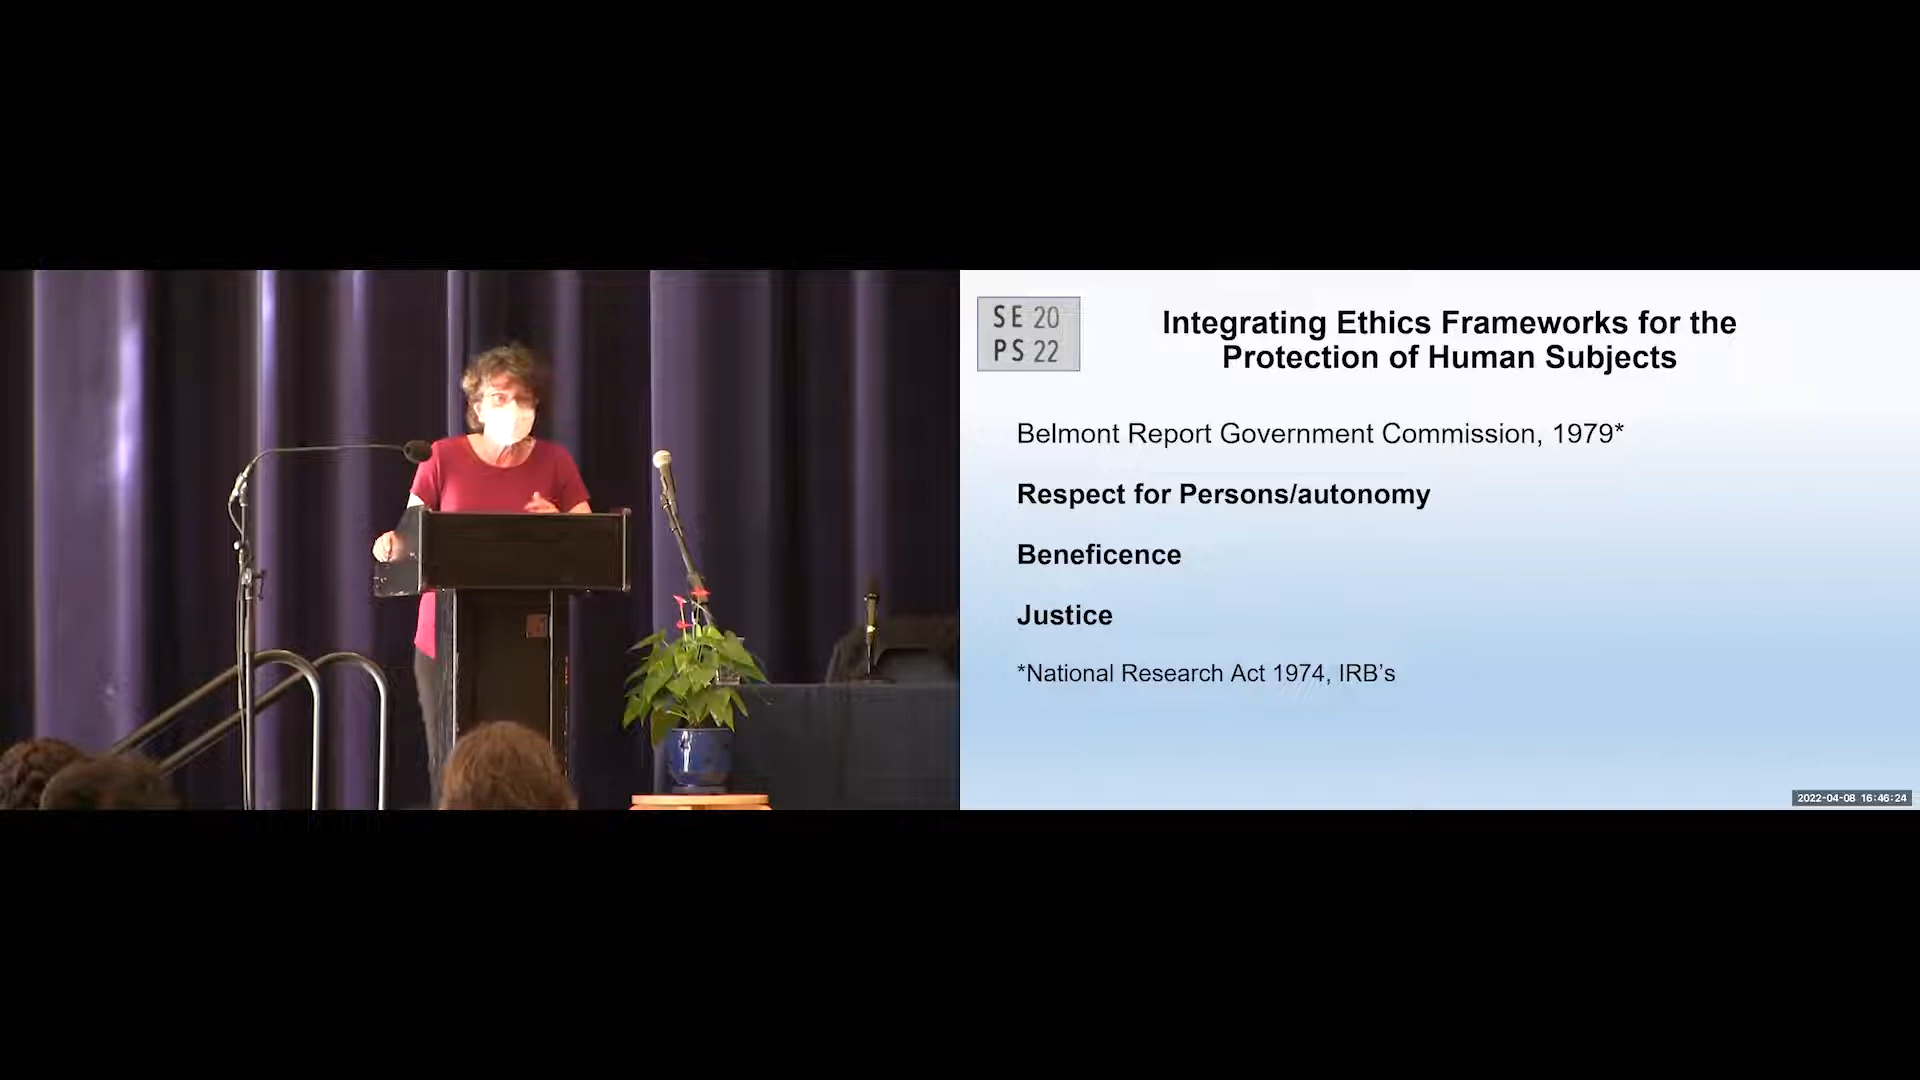 SE 20
PS 22
Integrating Ethics Frameworks for the
Protection of Human Subjects
Belmont Report Government Commission, 1979*
Respect for Persons/autonomy
Beneficence
Justice
*National Research Act 1974, IRB’s
2022-04-08 16:46:24